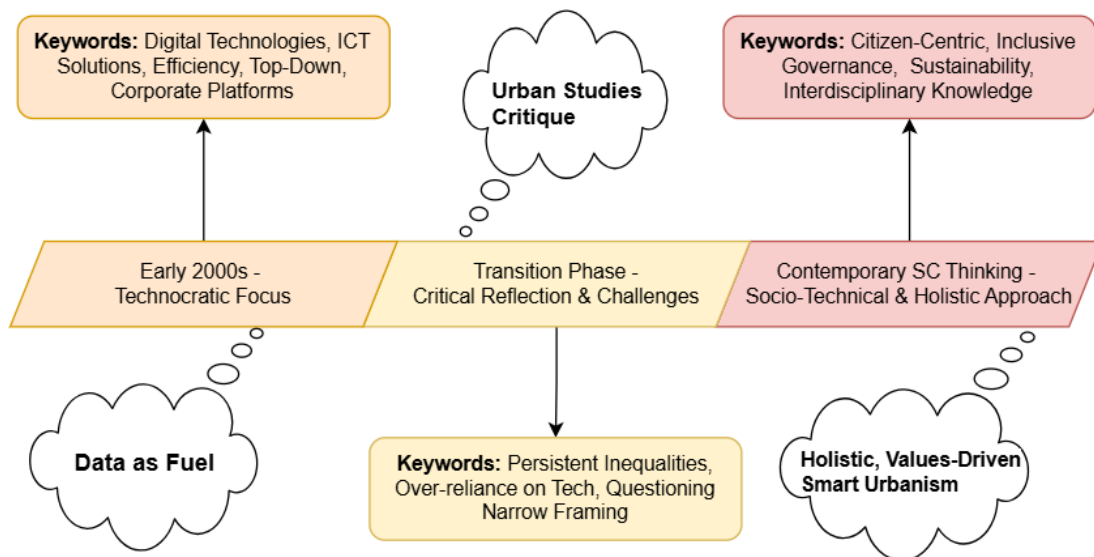 Keywords: Digital Technologies, ICT
Solutions, Efficiency, Top-Down,
Corporate Platforms
Urban Studies
Critique
Keywords: Citizen-Centric, Inclusive
Governance, Sustainability,
Interdisciplinary Knowledge
Early 2000s -
Technocratic Focus
Transition Phase -
Critical Reflection & Challenges
Contemporary SC Thinking -
Socio-Technical & Holistic Approach
Data as Fuel
Keywords: Persistent Inequalities,
Over-reliance on Tech, Questioning
Narrow Framing
Holistic, Values-Driven
Smart Urbanism